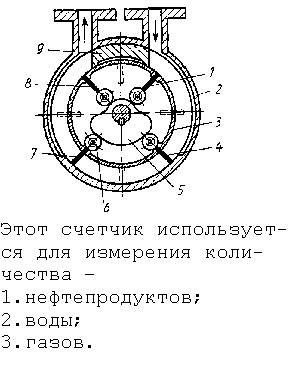 9
1
8
2
3
7
4
6
5
Этот счетчик использует-
ся для измерения коли-
чества –
1.нефтепродуктов;
2.воды;
3.газов.